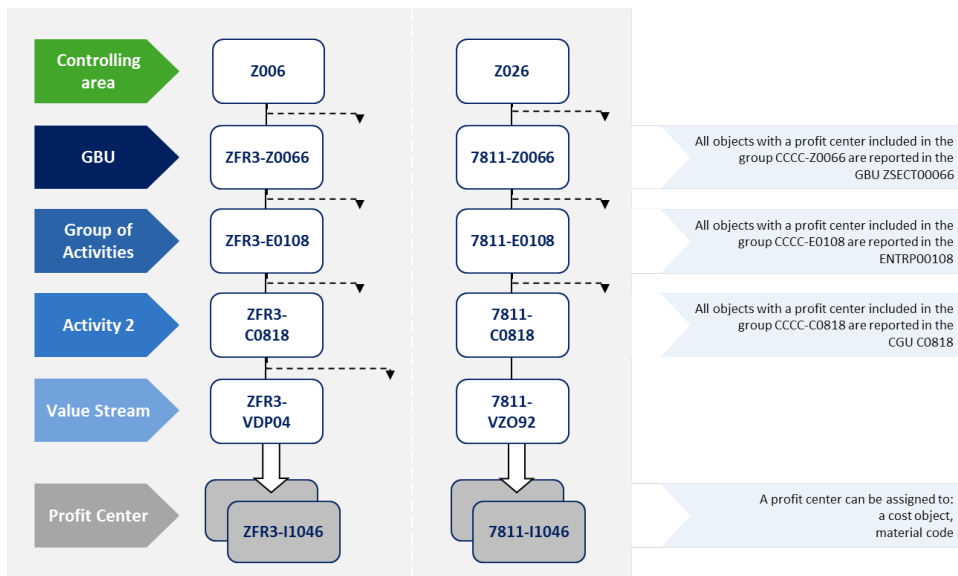 Controlling
area
Z006
Z026
GBU
ZFR3-Z0066
7811-Z0066
All objects with a profit center included in the
group CCCC-Z0066 are reported in the
GBU ZSECT00066
Group of
Activities
ZFR3-E0108
7811-E0108
All objects with a profit center included in the
group CCCC-E0108 are reported in the
ENTRP00108
Activity 2
ZFR3-
C0818
7811-
C0818
All objects with a profit center included in the
group CCCC-C0818 are reported in the
CGU C0818
Value Stream
ZFR3-
VDP04
7811-
VZO92
Profit Center
ZFR3-I1046
7811-I1046
A profit center can be assigned to:
a cost object,
material code